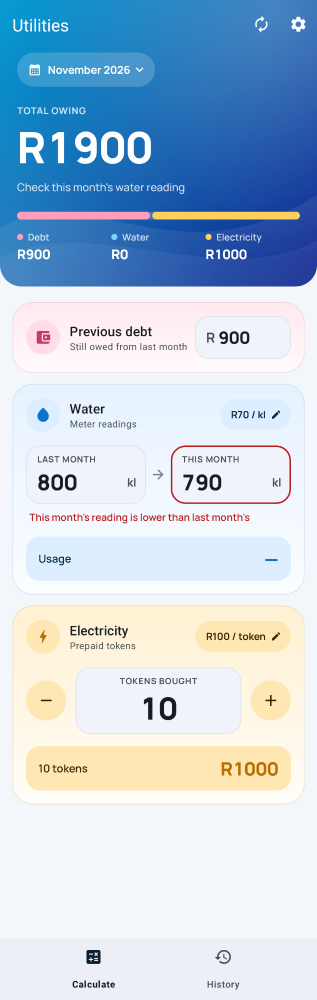 Utilities
November 2026
TOTAL OWING
R1900
Check this month's water reading
Debt
Water
Electricity
R900
R0
R1000
Previous debt
Still owed from last month
R 900
Water
Meter readings
R70 / kl
LAST MONTH
800 kl
THIS MONTH
790 kl
This month's reading is lower than last month's
Usage
—
Electricity
Prepaid tokens
R100 / token
−
TOKENS BOUGHT
10
+
10 tokens
R1000
Calculate
History